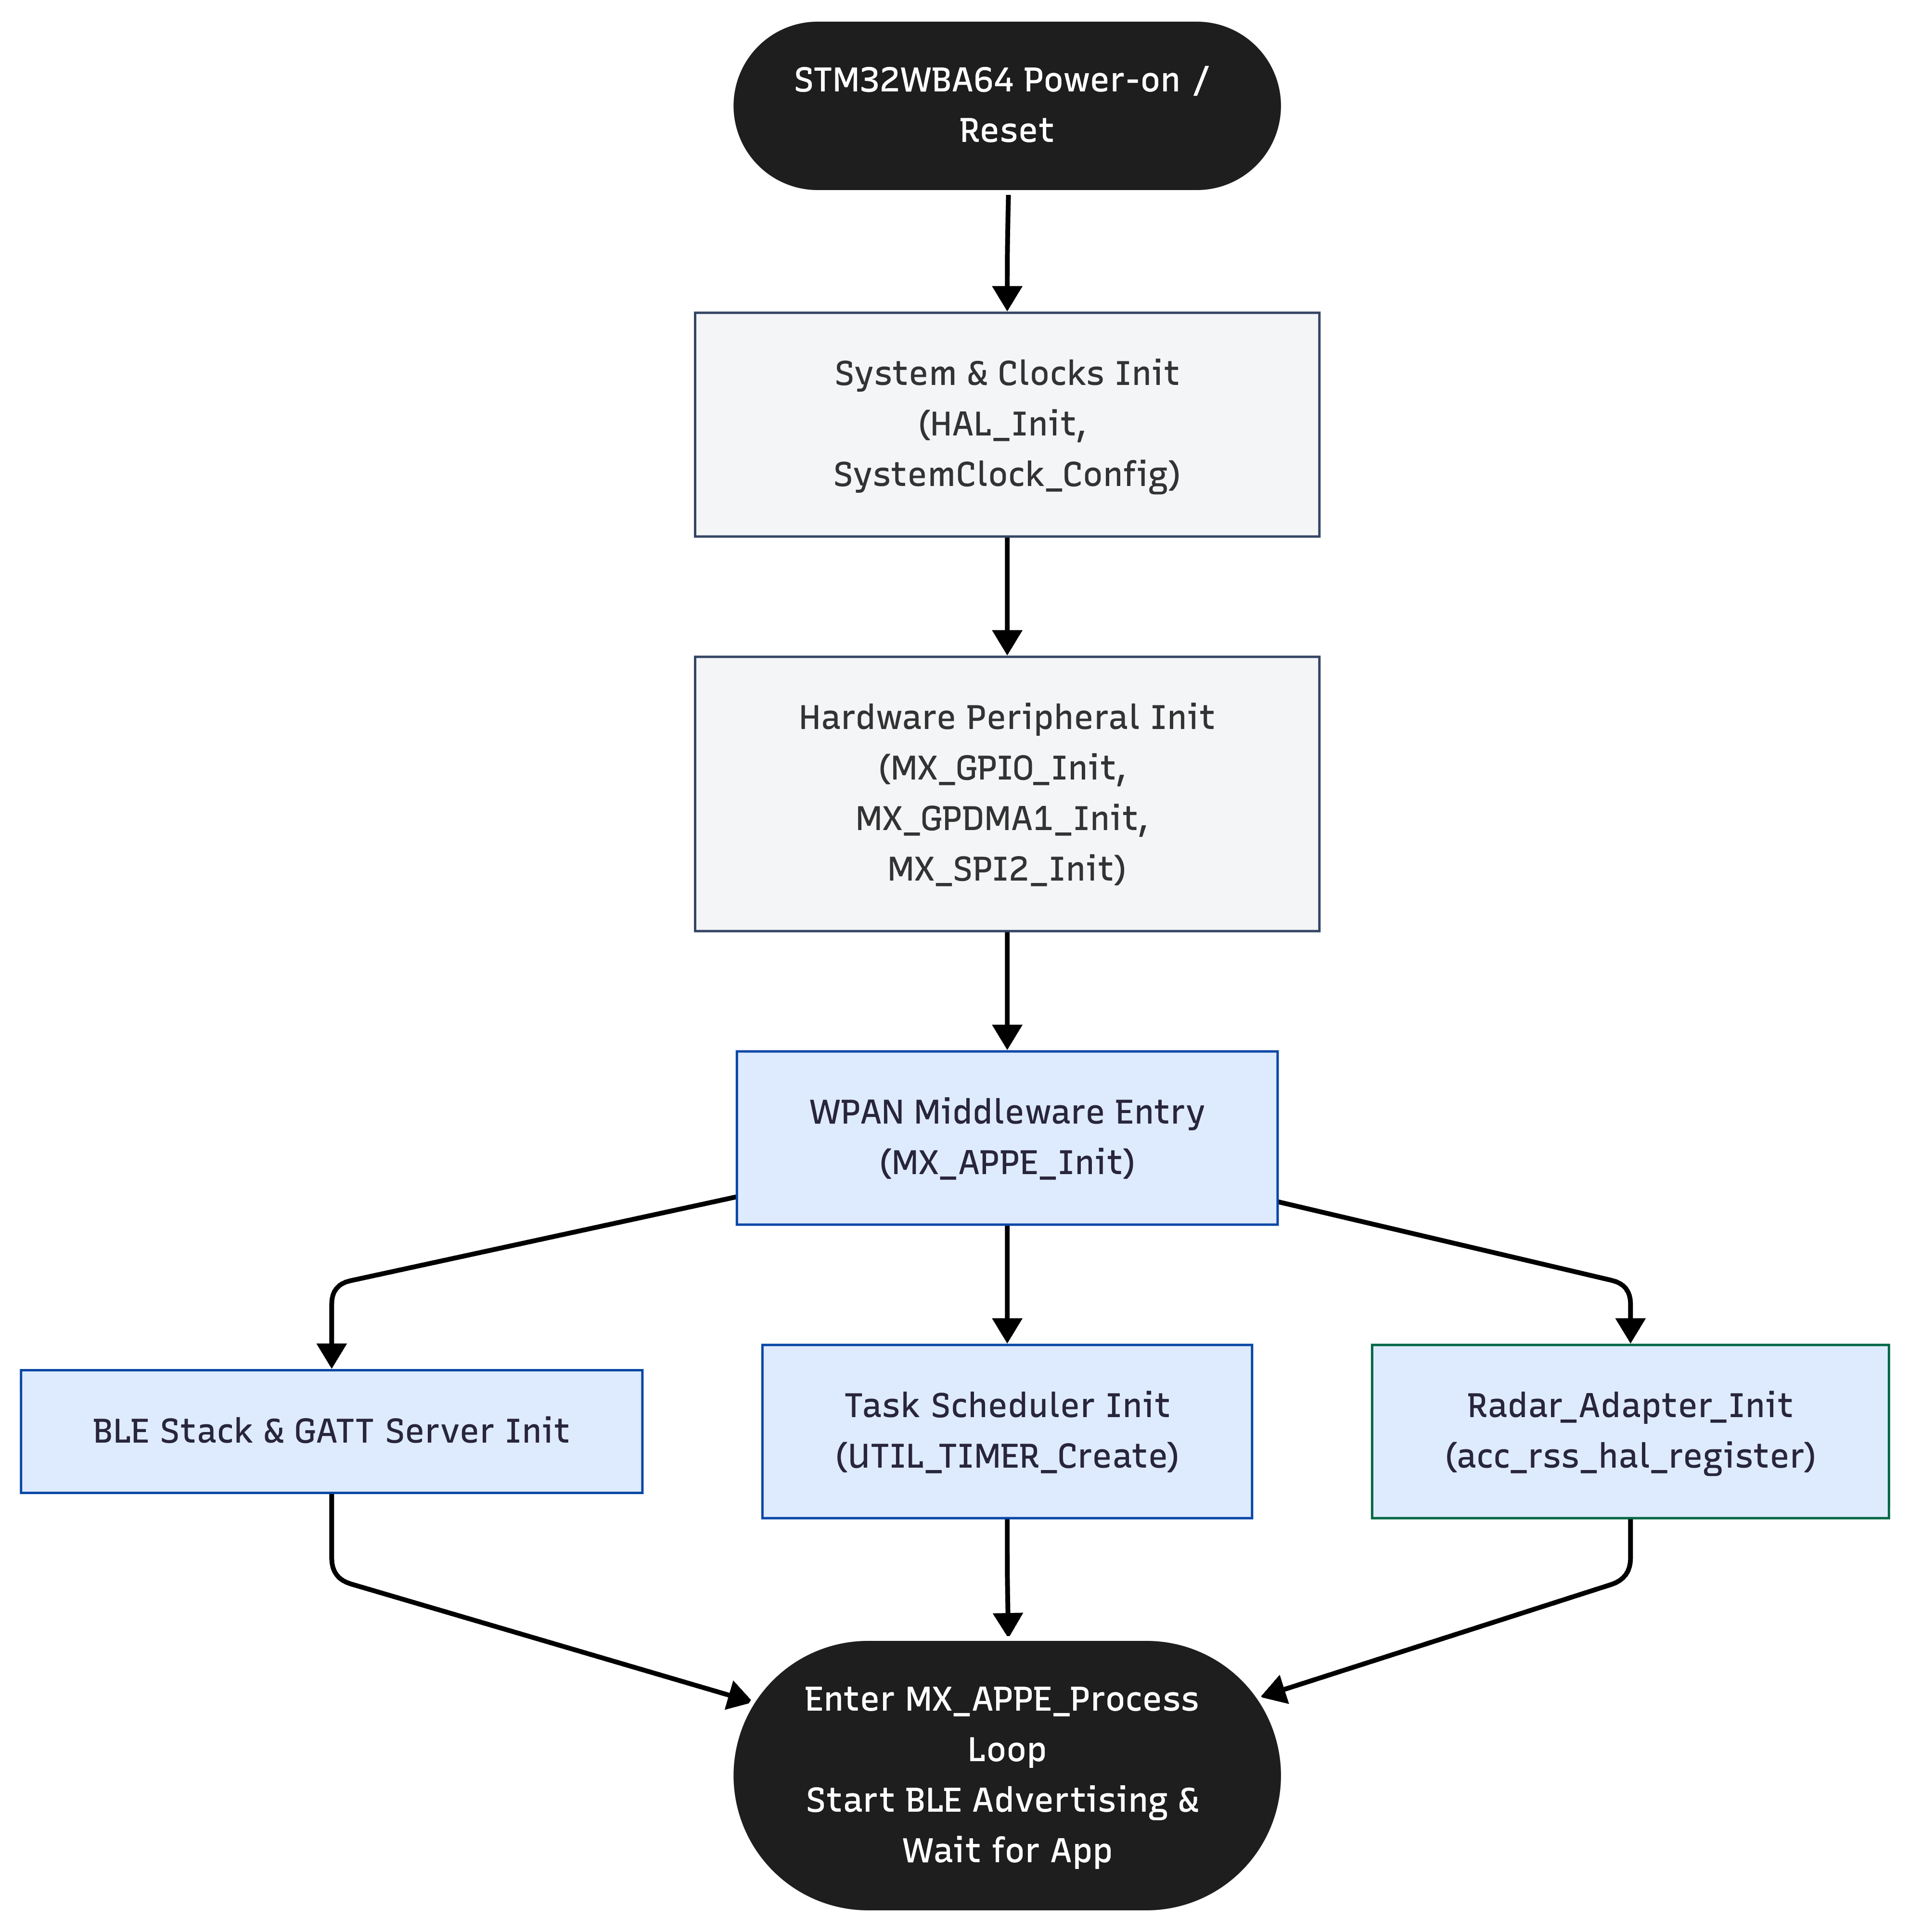 STM32WBA64 Power-on /
Reset
System & Clocks Init
(HAL_Init,
SystemClock_Config)
Hardware Peripheral Init
(MX_GPIO_Init,
MX_GPDMA1_Init,
MX_SPI2_Init)
WPAN Middleware Entry
(MX_APPE_Init)
BLE Stack & GATT Server Init
Task Scheduler Init
(UTIL_TIMER_Create)
Radar_Adapter_Init
(acc_rss_hal_register)
Enter MX_APPE_Process
Loop
Start BLE Advertising &
Wait for App